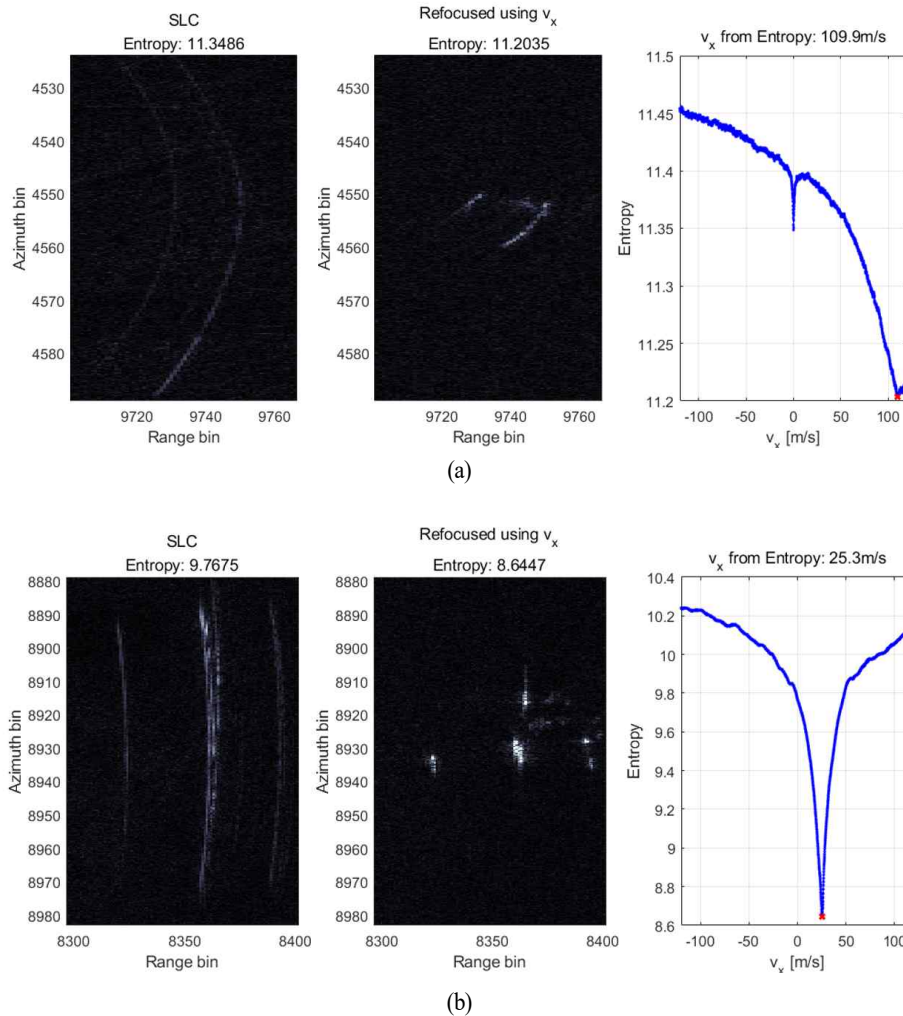 SLC
Entropy: 11.3486
4530
4540
4550
4560
4570
4580
Azimuth bin
9720 9740 9760
Range bin
Refocused using v_x
Entropy: 11.2035
4530
4540
4550
4560
4570
4580
Azimuth bin
9720 9740 9760
Range bin
v_x from Entropy: 109.9m/s
11.5
11.45
11.4
11.35
11.3
11.25
11.2
Entropy
-100 -50 0 50 100
v_x [m/s]
(a)
SLC
Entropy: 9.7675
8880
8890
8900
8910
8920
8930
8940
8950
8960
8970
8980
Azimuth bin
8300 8350 8400
Range bin
Refocused using v_x
Entropy: 8.6447
8880
8890
8900
8910
8920
8930
8940
8950
8960
8970
8980
Azimuth bin
8300 8350 8400
Range bin
v_x from Entropy: 25.3m/s
10.4
10.2
10
9.8
9.6
9.4
9.2
9
8.8
8.6
Entropy
-100 -50 0 50 100
v_x [m/s]
(b)